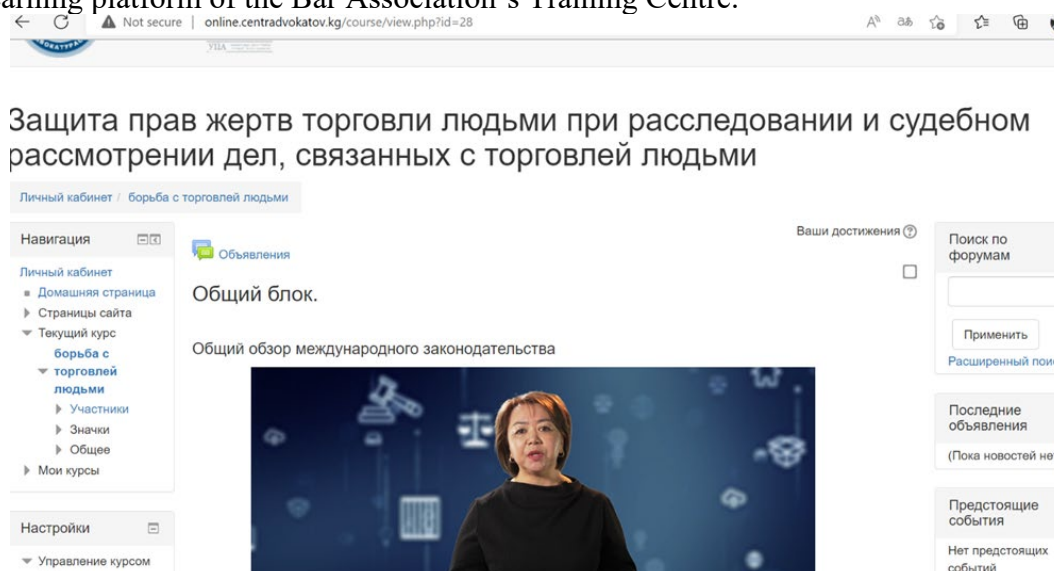 arning platform of the Bar Association's Training Centre.
Not secure | online.centradvokatov.kg/course/view.php?id=28
УПА
Защита прав жертв торговли людьми при расследовании и судебном
рассмотрении дел, связанных с торговлей людьми
Личный кабинет / борьба с торговлей людьми
Навигация
Личный кабинет
Домашняя страница
Страницы сайта
Текущий курс
борьба с
торговлей
людьми
Участники
Значки
Общее
Мои курсы
Настройки
Управление курсом
Объявления
Ваши достижения
Общий блок.
Общий обзор международного законодательства
Поиск по
форумам
Применить
Расширенный пои
Последние
объявления
(Пока новостей не
Предстоящие
события
Нет предстоящих
событий